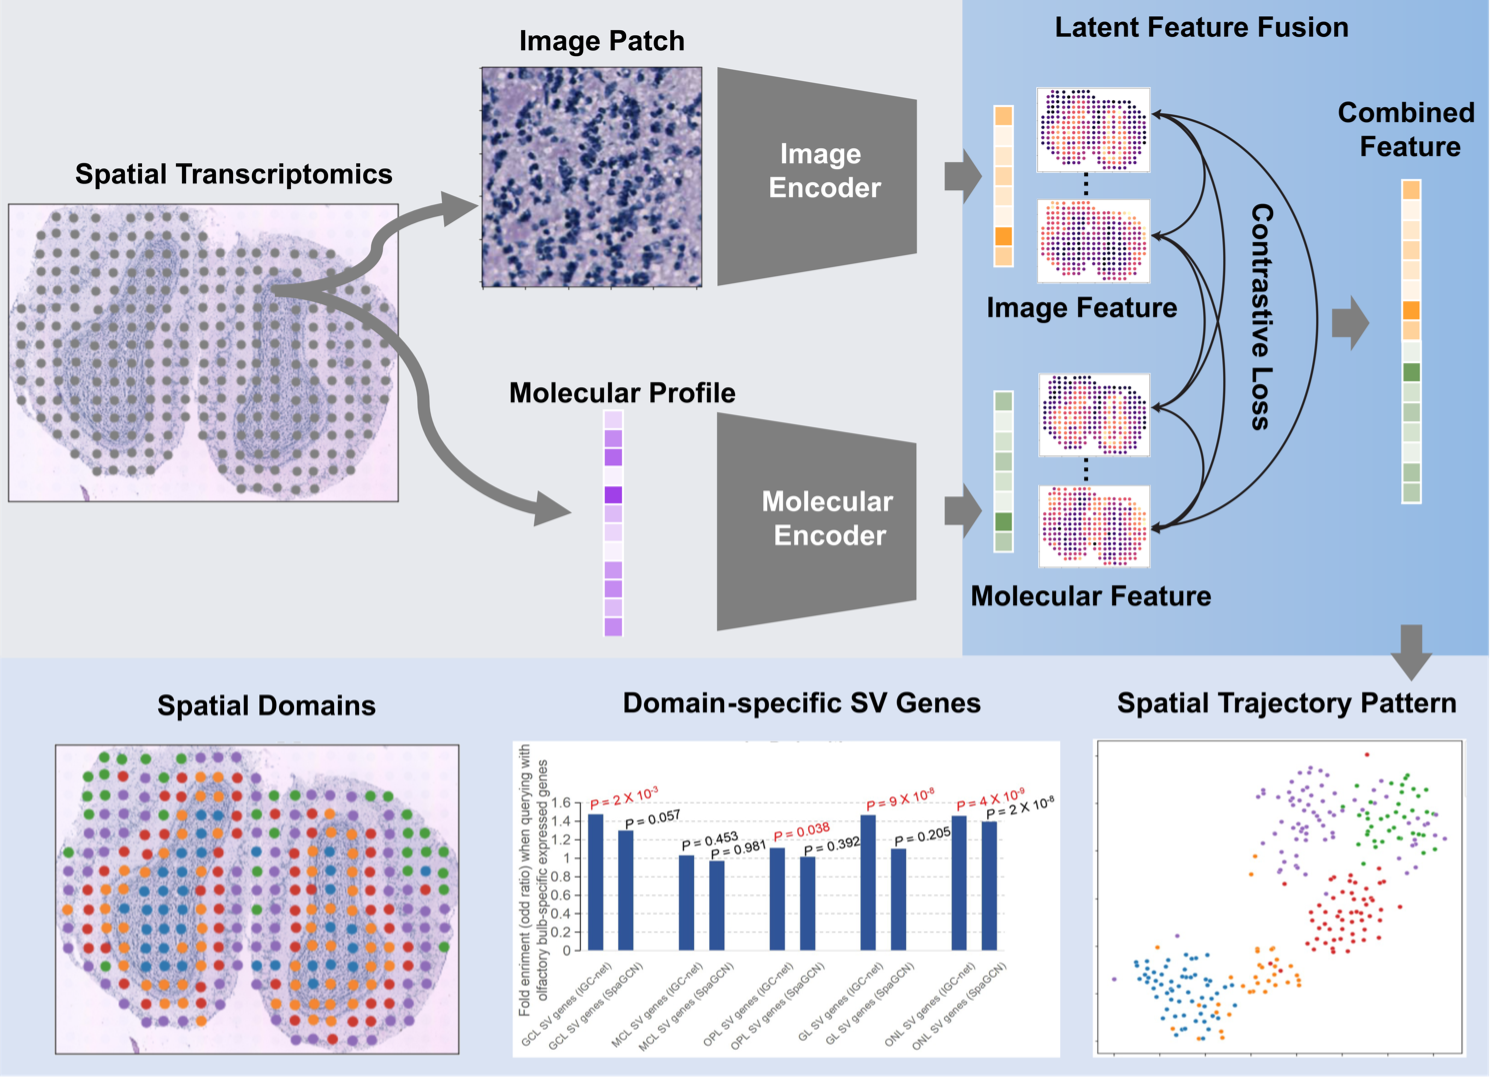 Image Patch
Latent Feature Fusion
Combined
Feature
Spatial Transcriptomics
Image
Encoder
Contrastive Loss
Image Feature
Molecular Profile
Molecular
Encoder
Molecular Feature
Spatial Domains
Domain-specific SV Genes
Spatial Trajectory Pattern
Fold enriment (odd ratio) when querying with
olfactory bulb-specific expressed genes
1.6
1.4
1.2
1
0.8
0.6
0.4
0.2
0
P = 2 X 10-3
P = 0.057
P = 0.453
P = 0.981
P = 0.038
P = 0.392
P = 9 X 10-8
P = 0.205
P = 4 X 10-9
P = 2 X 10-8
GCL SV genes (IGC-net)
GCL SV genes (SpaGCN)
MCL SV genes (IGC-net)
MCL SV genes (SpaGCN)
OPL SV genes (IGC-net)
OPL SV genes (SpaGCN)
GL SV genes (IGC-net)
GL SV genes (SpaGCN)
ONL SV genes (IGC-net)
ONL SV genes (SpaGCN)